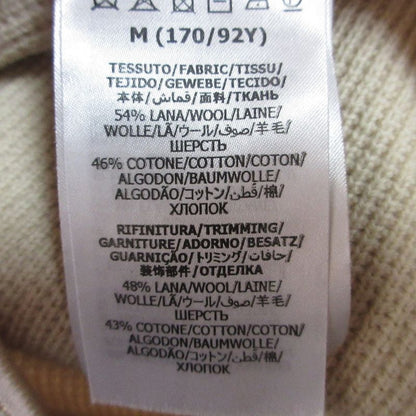 M (170/92Y)
TESSUTO/FABRIC/TISSU/
TEJIDO/GEWEBE/TECIDO/
本体/قماش/面料/ТКАНЬ
54% LANA/WOOL/LAINE/
WOLLE/LÃ/ウール/صوف/羊毛/
ШЕРСТЬ
46% COTONE/COTTON/COTON/
ALGODON/BAUMWOLLE/
ALGODÃO/コットン/قطن/棉/
ХЛОПОК
RIFINITURA/TRIMMING/
GARNITURE/ADORNO/BESATZ/
GUARNIÇÃO/トリミング/حافات/
装饰部件/ОТДЕЛКА
48% LANA/WOOL/LAINE/
WOLLE/LÃ/ウール/صوف/羊毛/
ШЕРСТЬ
43% COTONE/COTTON/COTON/
ALGODON/BAUMWOLLE/
ALGODÃO/コットン/قطن/棉/
ХЛОПОК